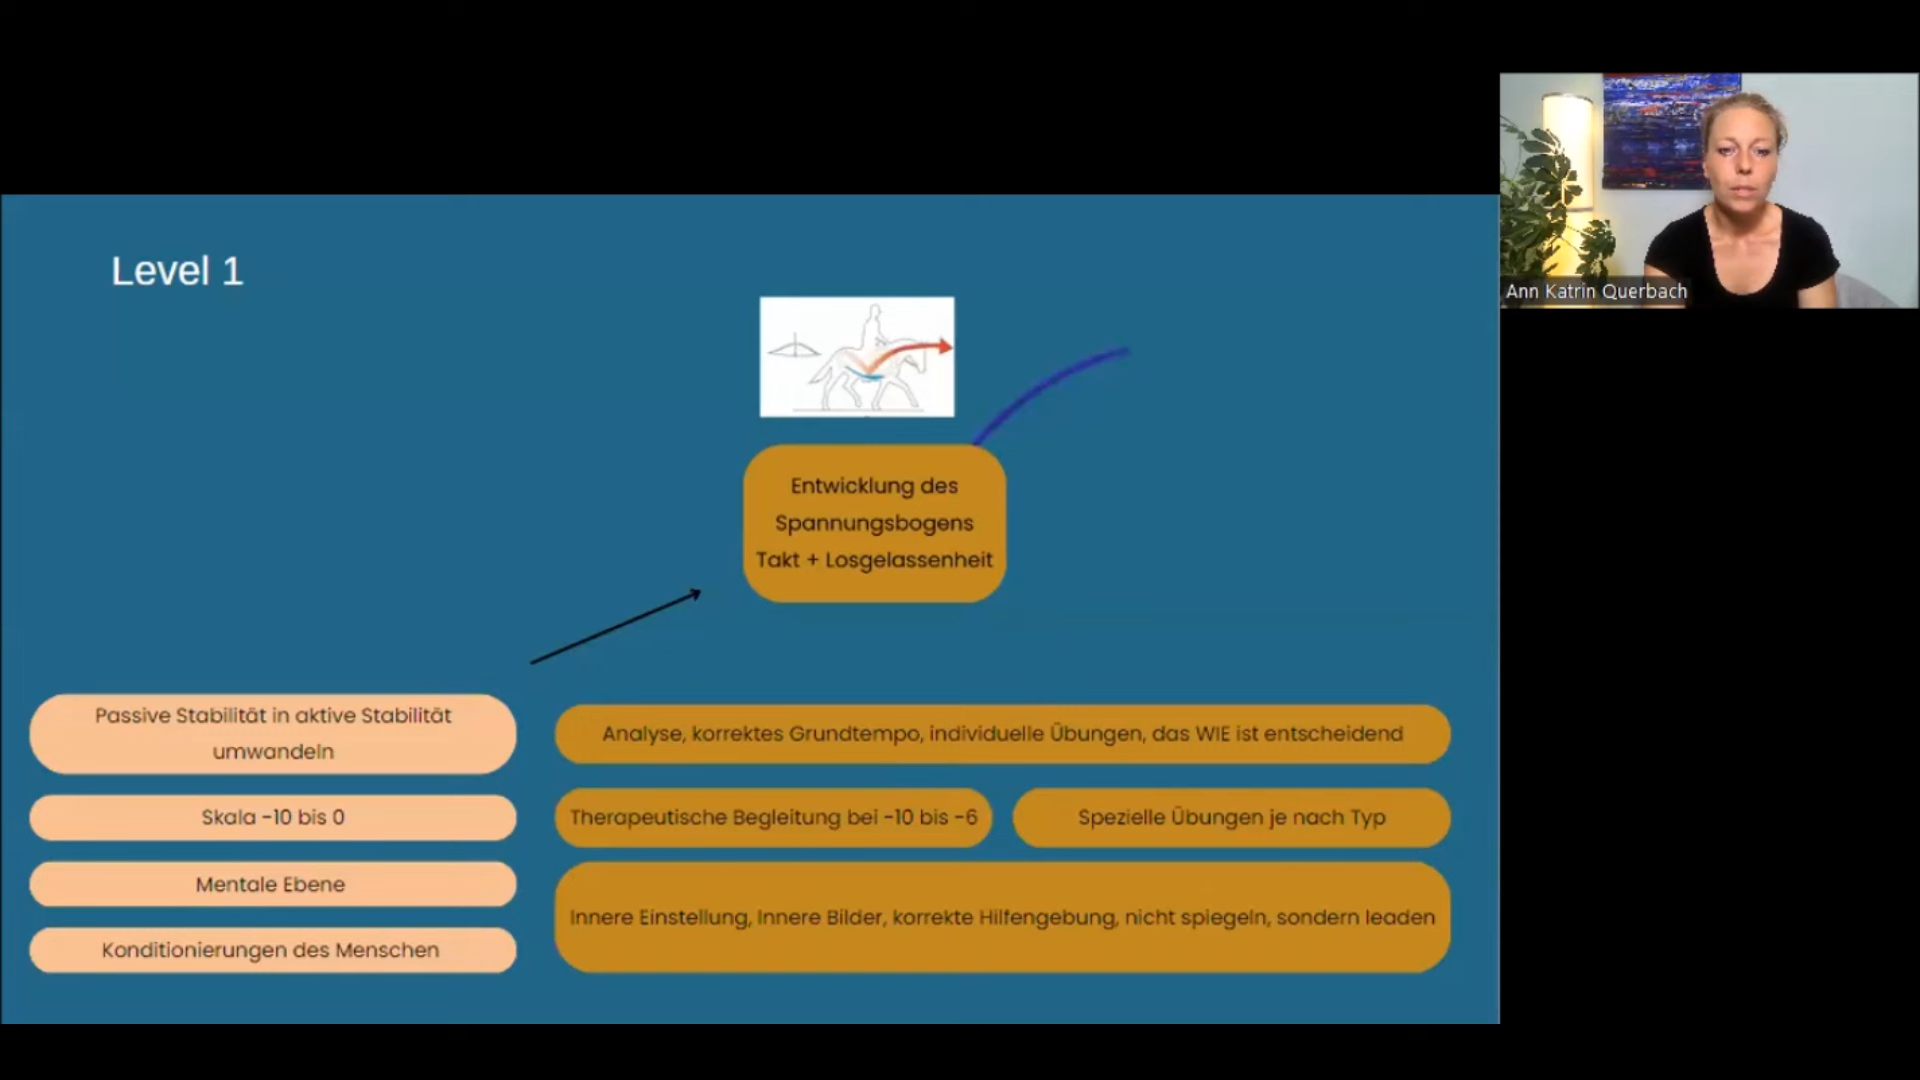 Level 1
Entwicklung des
Spannungsbogens
Takt + Losgelassenheit
Passive Stabilität in aktive Stabilität
umwandeln
Skala -10 bis 0
Mentale Ebene
Konditionierungen des Menschen
Analyse, korrektes Grundtempo, individuelle Übungen, das WIE ist entscheidend
Therapeutische Begleitung bei -10 bis -6
Spezielle Übungen je nach Typ
Innere Einstellung, Innere Bilder, korrekte Hilfengebung, nicht spiegeln, sondern leaden
Ann Katrin Querbach